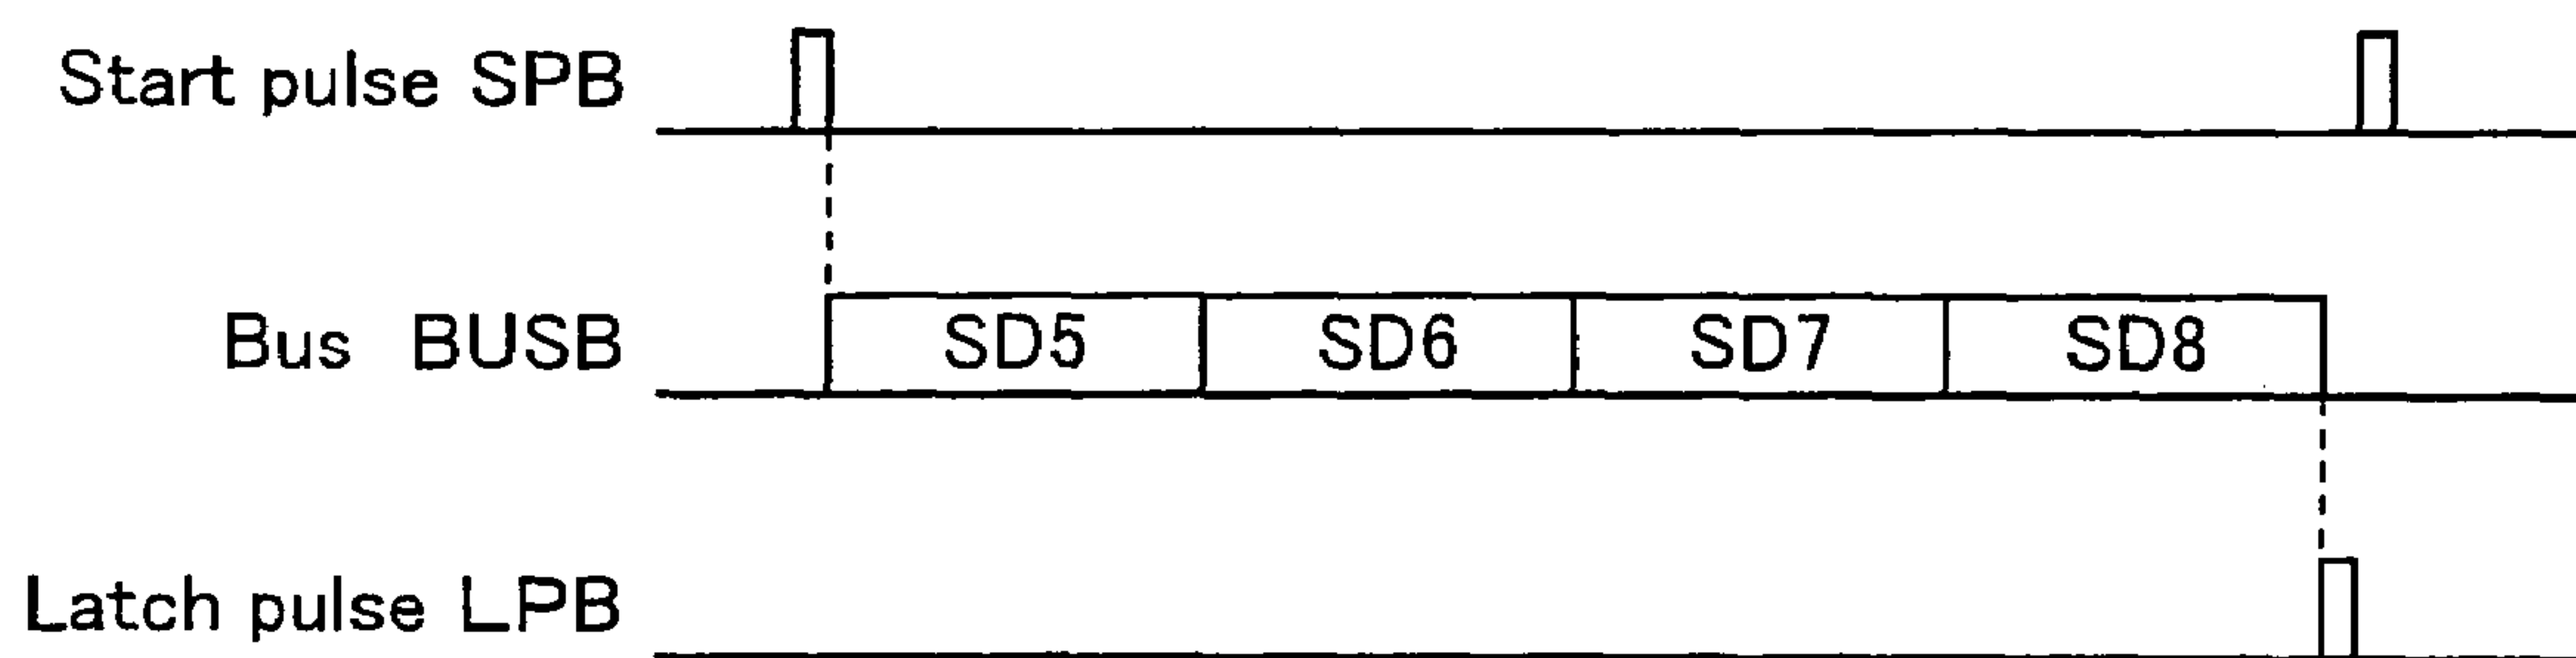 Start pulse SPB
Bus BUSB
SD5 SD6 SD7 SD8
Latch pulse LPB